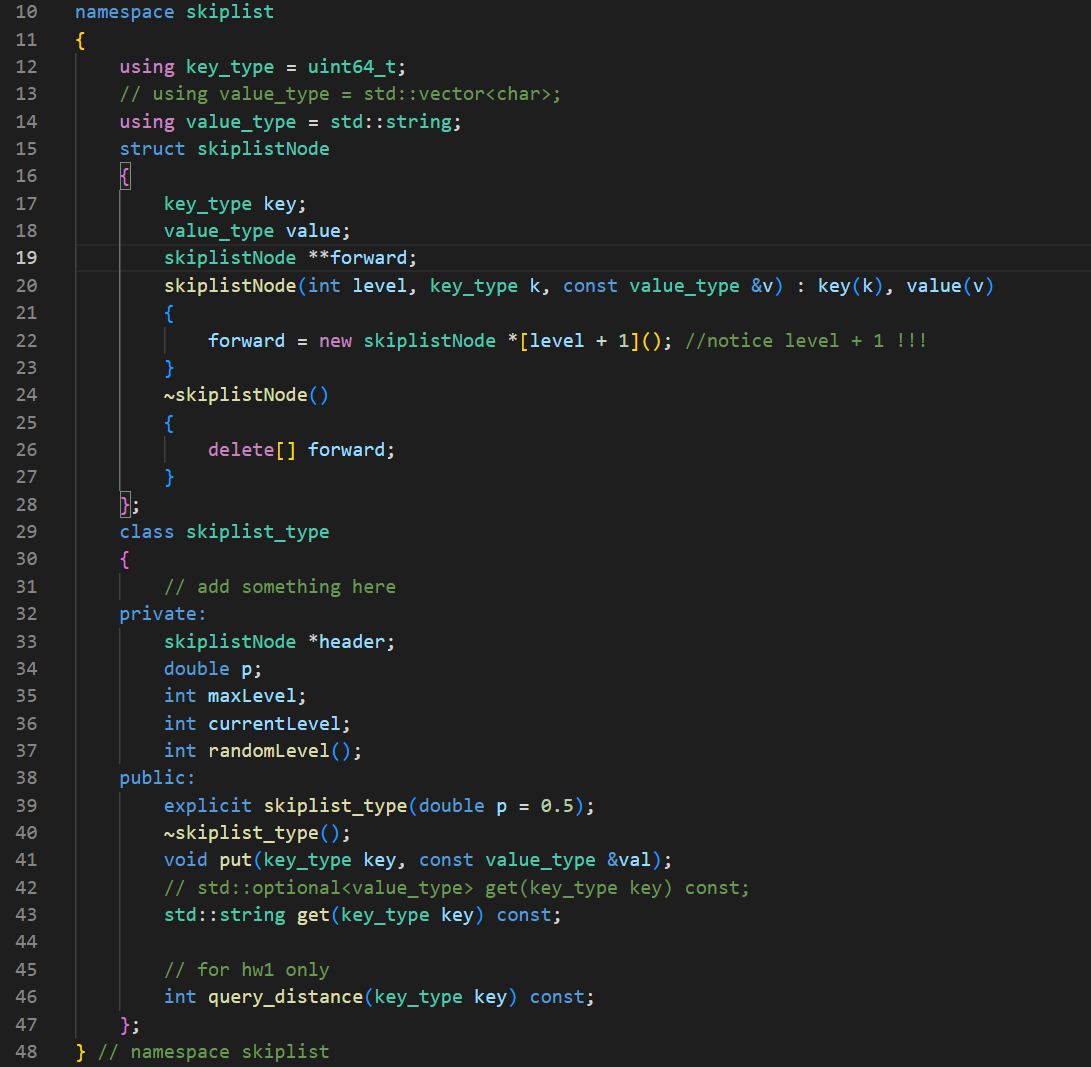 10 namespace skiplist
11 {
12     using key_type = uint64_t;
13     // using value_type = std::vector<char>;
14     using value_type = std::string;
15     struct skiplistNode
16     {
17         key_type key;
18         value_type value;
19         skiplistNode **forward;
20         skiplistNode(int level, key_type k, const value_type &v) : key(k), value(v)
21         {
22             forward = new skiplistNode *[level + 1](); //notice level + 1 !!!
23         }
24         ~skiplistNode()
25         {
26             delete[] forward;
27         }
28     };
29     class skiplist_type
30     {
31         // add something here
32     private:
33         skiplistNode *header;
34         double p;
35         int maxLevel;
36         int currentLevel;
37         int randomLevel();
38     public:
39         explicit skiplist_type(double p = 0.5);
40         ~skiplist_type();
41         void put(key_type key, const value_type &val);
42         // std::optional<value_type> get(key_type key) const;
43         std::string get(key_type key) const;
44
45         // for hw1 only
46         int query_distance(key_type key) const;
47     };
48 } // namespace skiplist